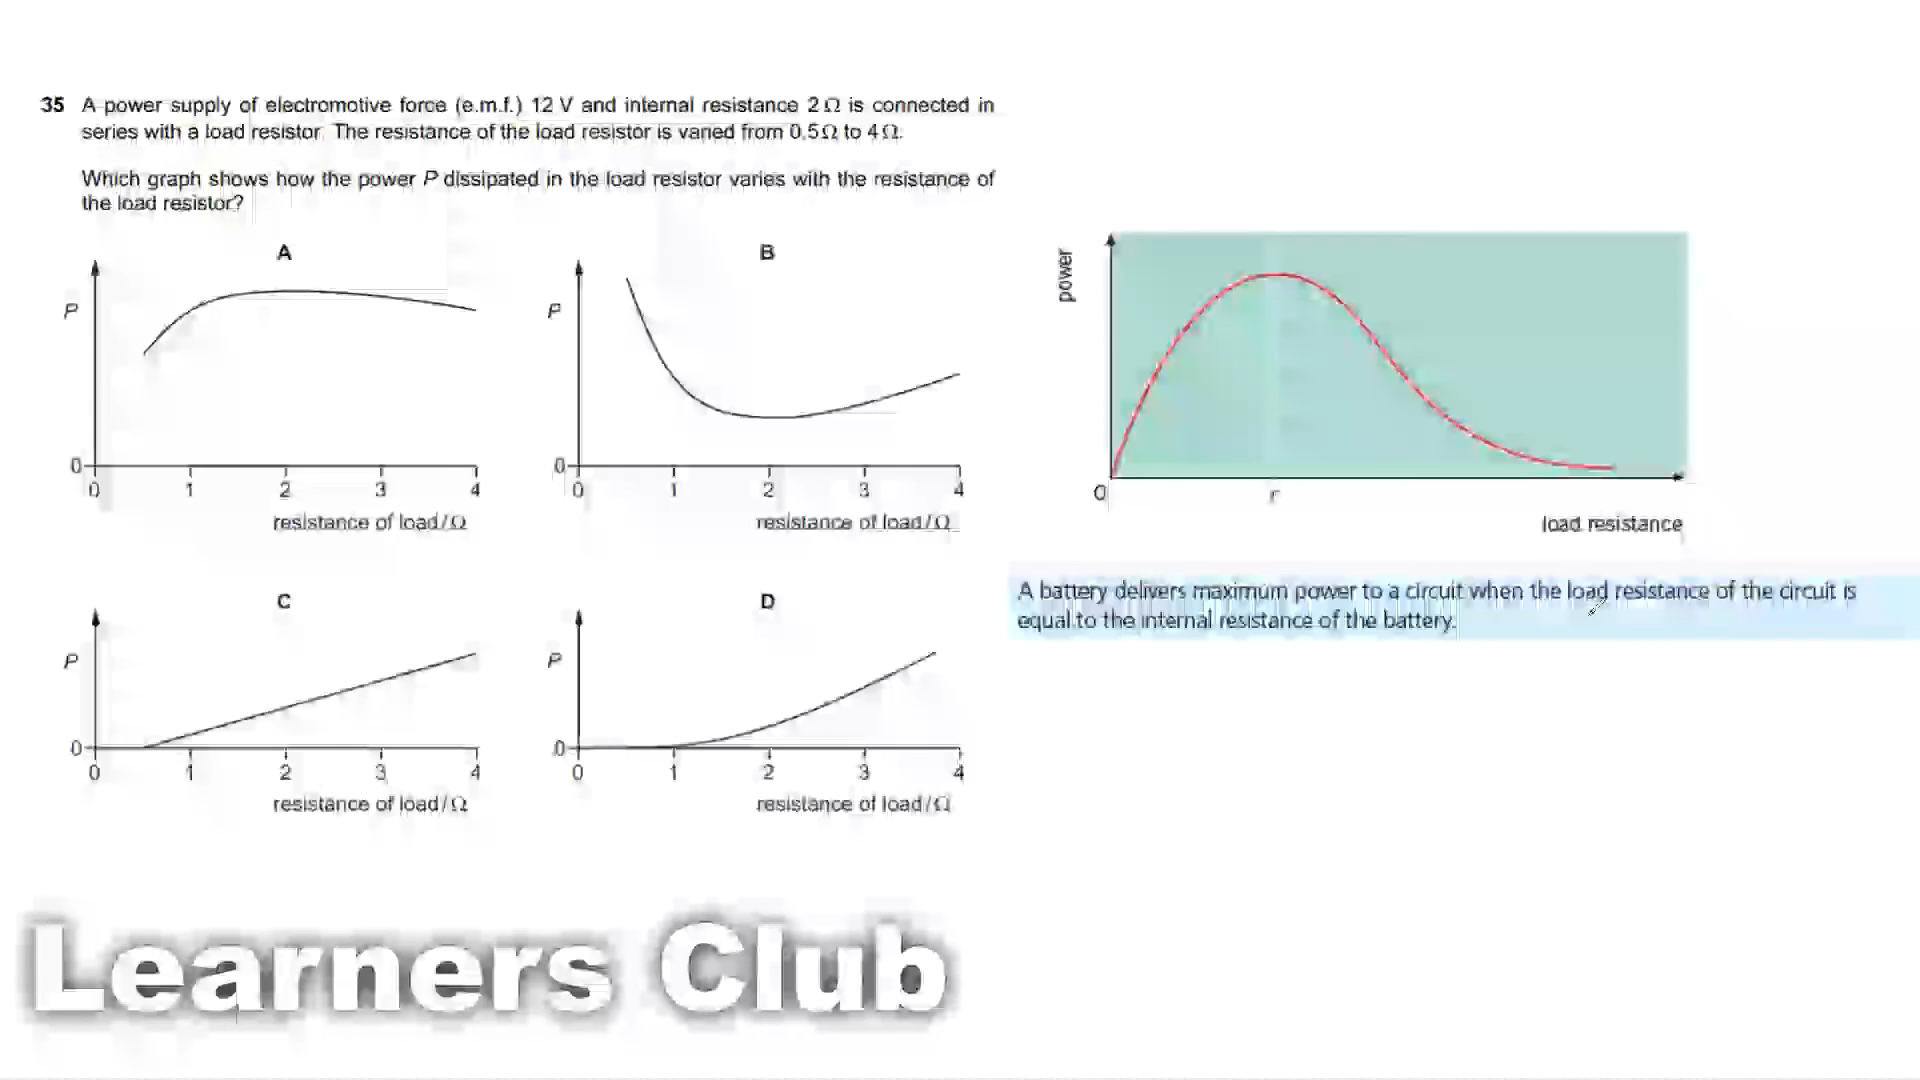 35 A power supply of electromotive force (e.m.f.) 12 V and internal resistance 2 Ω is connected in
series with a load resistor. The resistance of the load resistor is varied from 0.5 Ω to 4 Ω.
Which graph shows how the power P dissipated in the load resistor varies with the resistance of
the load resistor?
A
P
0
0 1 2 3 4
resistance of load/Ω
B
P
0
0 1 2 3 4
resistance of load/Ω
C
P
0
0 1 2 3 4
resistance of load/Ω
D
P
0
0 1 2 3 4
resistance of load/Ω
power
0 r
load resistance
A battery delivers maximum power to a circuit when the load resistance of the circuit is
equal to the internal resistance of the battery.
Learners Club